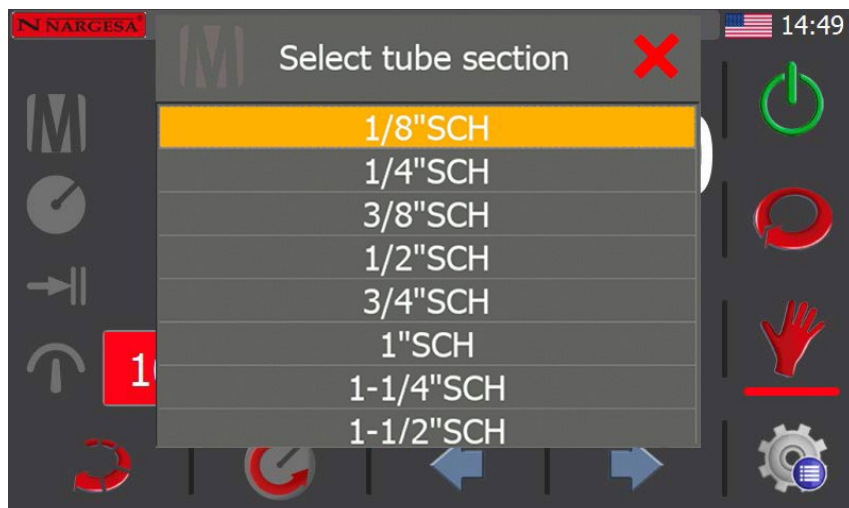 N NARGESA
Select tube section
14:49
1/8"SCH
1/4"SCH
3/8"SCH
1/2"SCH
3/4"SCH
1"SCH
1-1/4"SCH
1-1/2"SCH